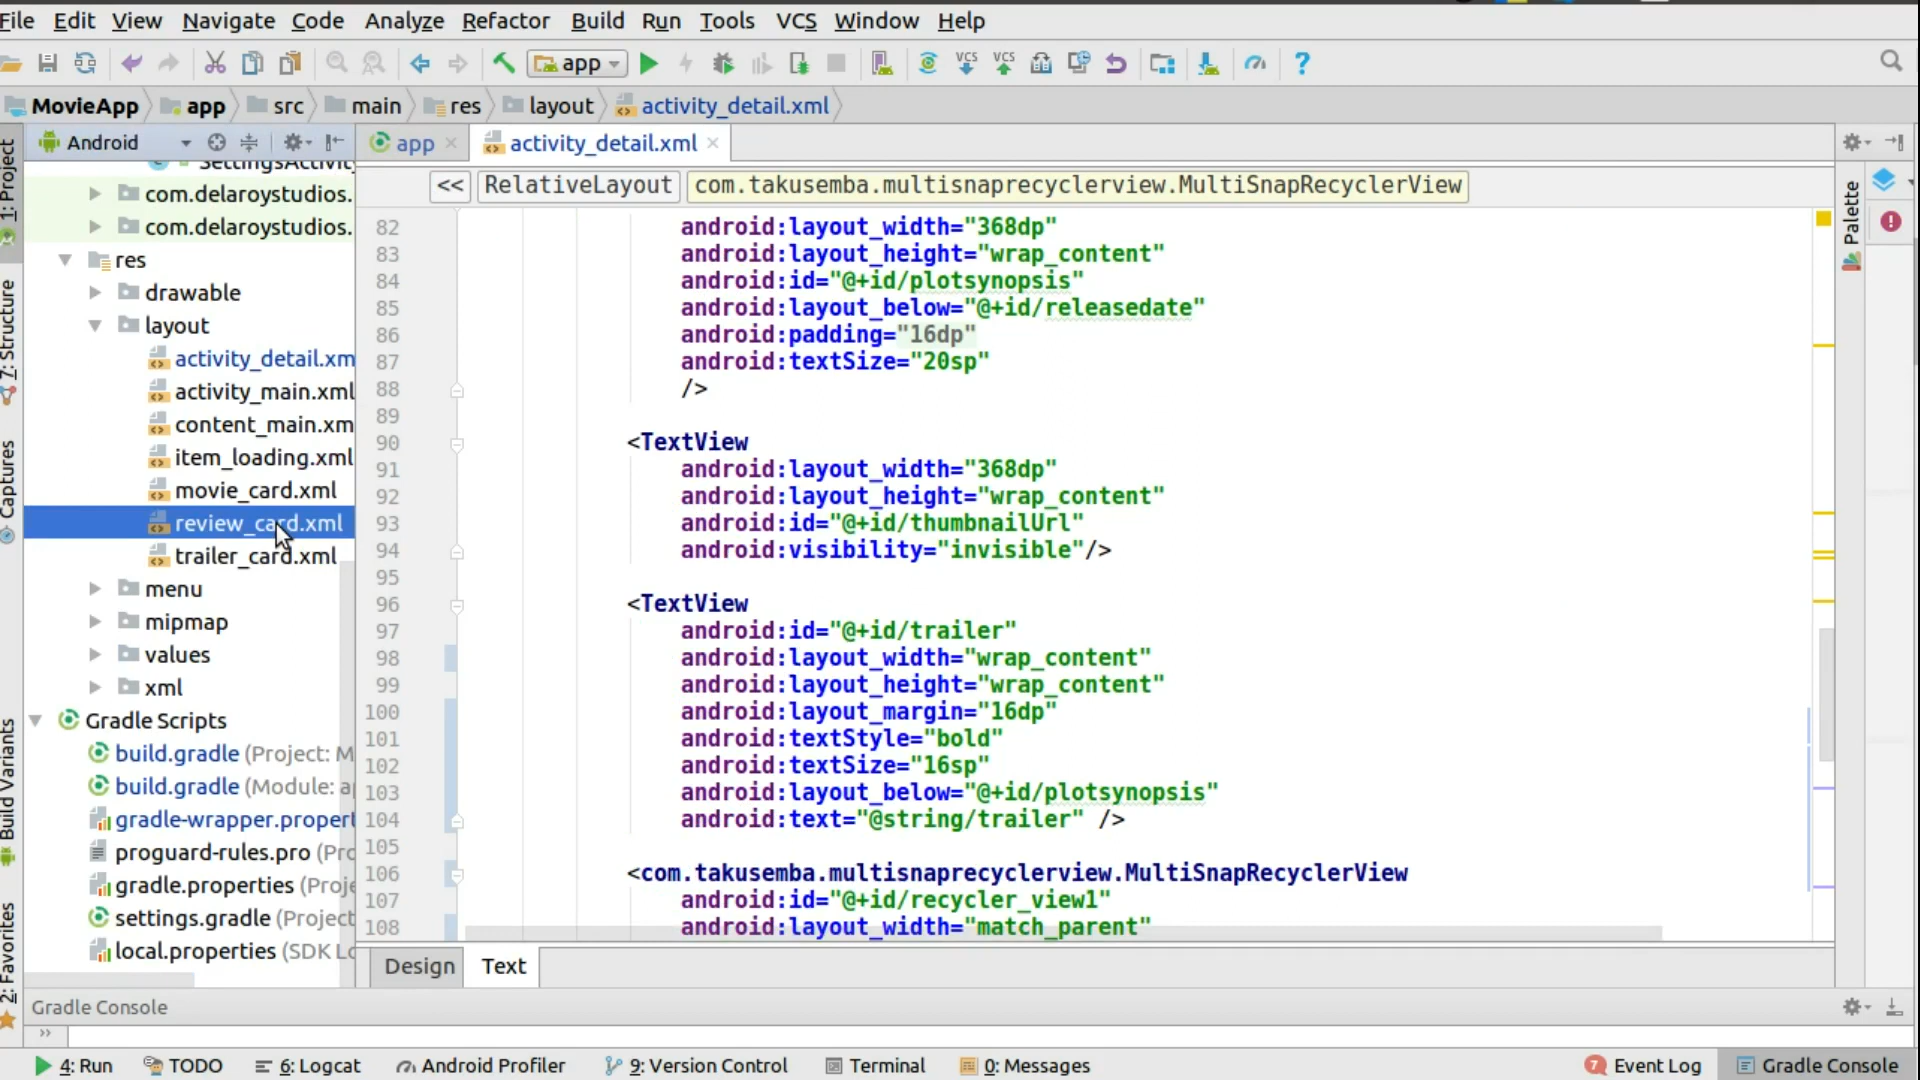 File Edit View Navigate Code Analyze Refactor Build Run Tools VCS Window Help
app
VCS VCS
MovieApp app src main res layout activity_detail.xml
Android
app activity_detail.xml
<< RelativeLayout com.takusemba.multisnaprecyclerview.MultiSnapRecyclerView
1: Project
7: Structure
Captures
Build Variants
2: Favorites
SettingsActivity
com.delaroystudios.
com.delaroystudios.
res
drawable
layout
activity_detail.xm
activity_main.xml
content_main.xm
item_loading.xml
movie_card.xml
review_card.xml
trailer_card.xml
menu
mipmap
values
xml
Gradle Scripts
build.gradle (Project: M
build.gradle (Module: a
gradle-wrapper.propert
proguard-rules.pro (Pro
gradle.properties (Proje
settings.gradle (Project
local.properties (SDK Lo
82 android:layout_width="368dp"
83 android:layout_height="wrap_content"
84 android:id="@+id/plotsynopsis"
85 android:layout_below="@+id/releasedate"
86 android:padding="16dp"
87 android:textSize="20sp"
88 />
89
90 <TextView
91 android:layout_width="368dp"
92 android:layout_height="wrap_content"
93 android:id="@+id/thumbnailUrl"
94 android:visibility="invisible"/>
95
96 <TextView
97 android:id="@+id/trailer"
98 android:layout_width="wrap_content"
99 android:layout_height="wrap_content"
100 android:layout_margin="16dp"
101 android:textStyle="bold"
102 android:textSize="16sp"
103 android:layout_below="@+id/plotsynopsis"
104 android:text="@string/trailer" />
105
106 <com.takusemba.multisnaprecyclerview.MultiSnapRecyclerView
107 android:id="@+id/recycler_view1"
108 android:layout_width="match_parent"
Palette
Design Text
Gradle Console
4: Run TODO 6: Logcat Android Profiler 9: Version Control Terminal 0: Messages 7 Event Log Gradle Console